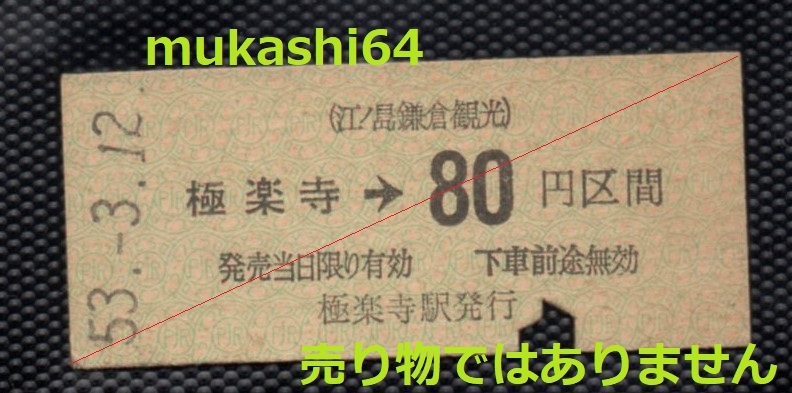 mukashi64
(江ノ島鎌倉観光)
極楽寺 → 80 円区間
発売当日限り有効 下車前途無効
極楽寺駅発行
53.-3.12.
売り物ではありません